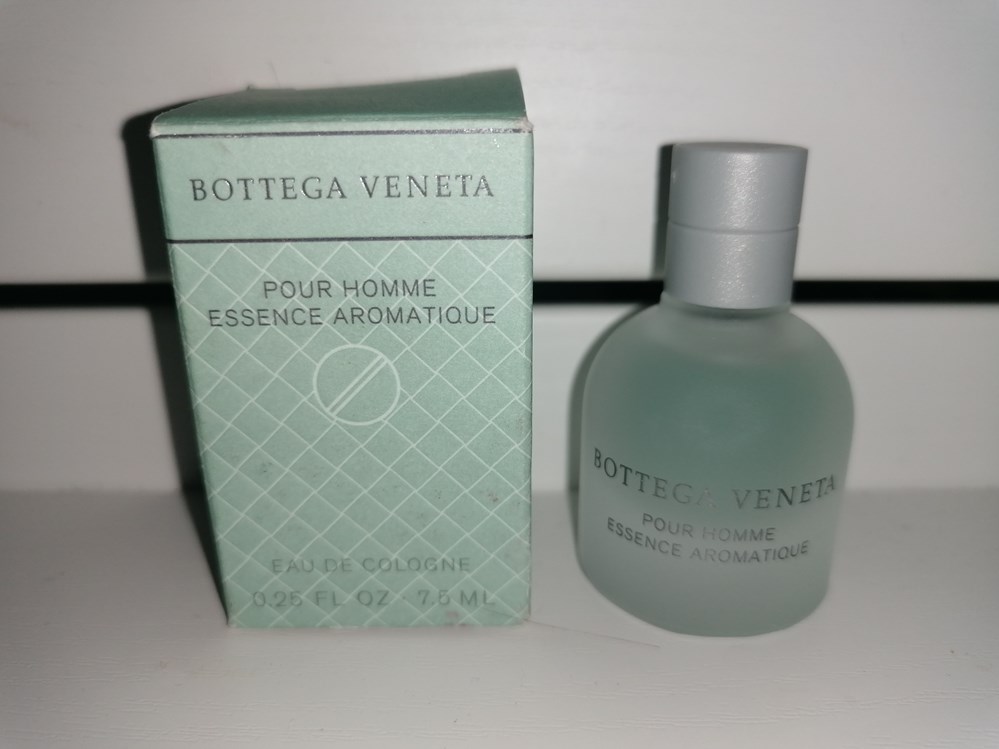 BOTTEGA VENETA
POUR HOMME
ESSENCE AROMATIQUE
EAU DE COLOGNE
0.25 FL OZ - 7.5 ML
BOTTEGA VENETA
POUR HOMME
ESSENCE AROMATIQUE